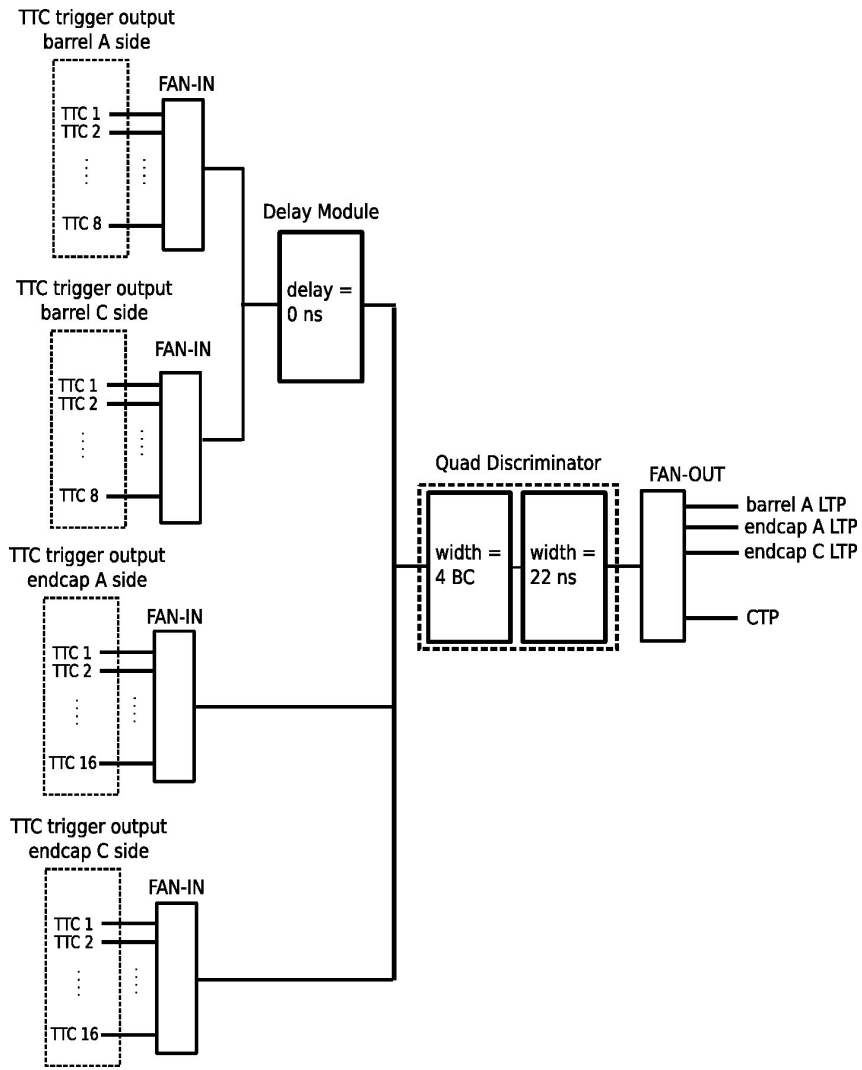 TTC trigger output
barrel A side
FAN-IN
TTC 1
TTC 2
TTC 8
Delay Module
delay =
0 ns
TTC trigger output
barrel C side
FAN-IN
TTC 1
TTC 2
TTC 8
Quad Discriminator
width =
4 BC
width =
22 ns
FAN-OUT
barrel A LTP
endcap A LTP
endcap C LTP
CTP
TTC trigger output
endcap A side
FAN-IN
TTC 1
TTC 2
TTC 16
TTC trigger output
endcap C side
FAN-IN
TTC 1
TTC 2
TTC 16